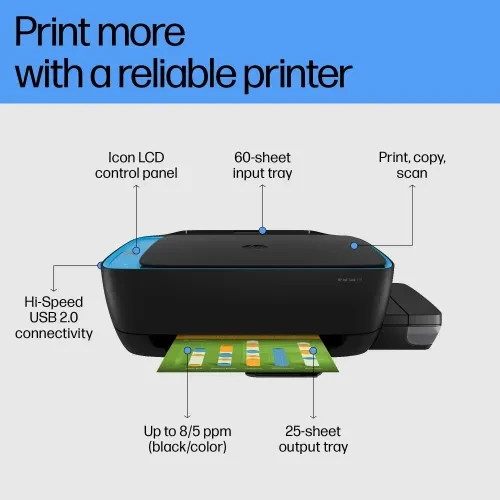 Print more
with a reliable printer
Icon LCD
control panel
60-sheet
input tray
Print, copy,
scan
Hi-Speed
USB 2.0
connectivity
Up to 8/5 ppm
(black/color)
25-sheet
output tray